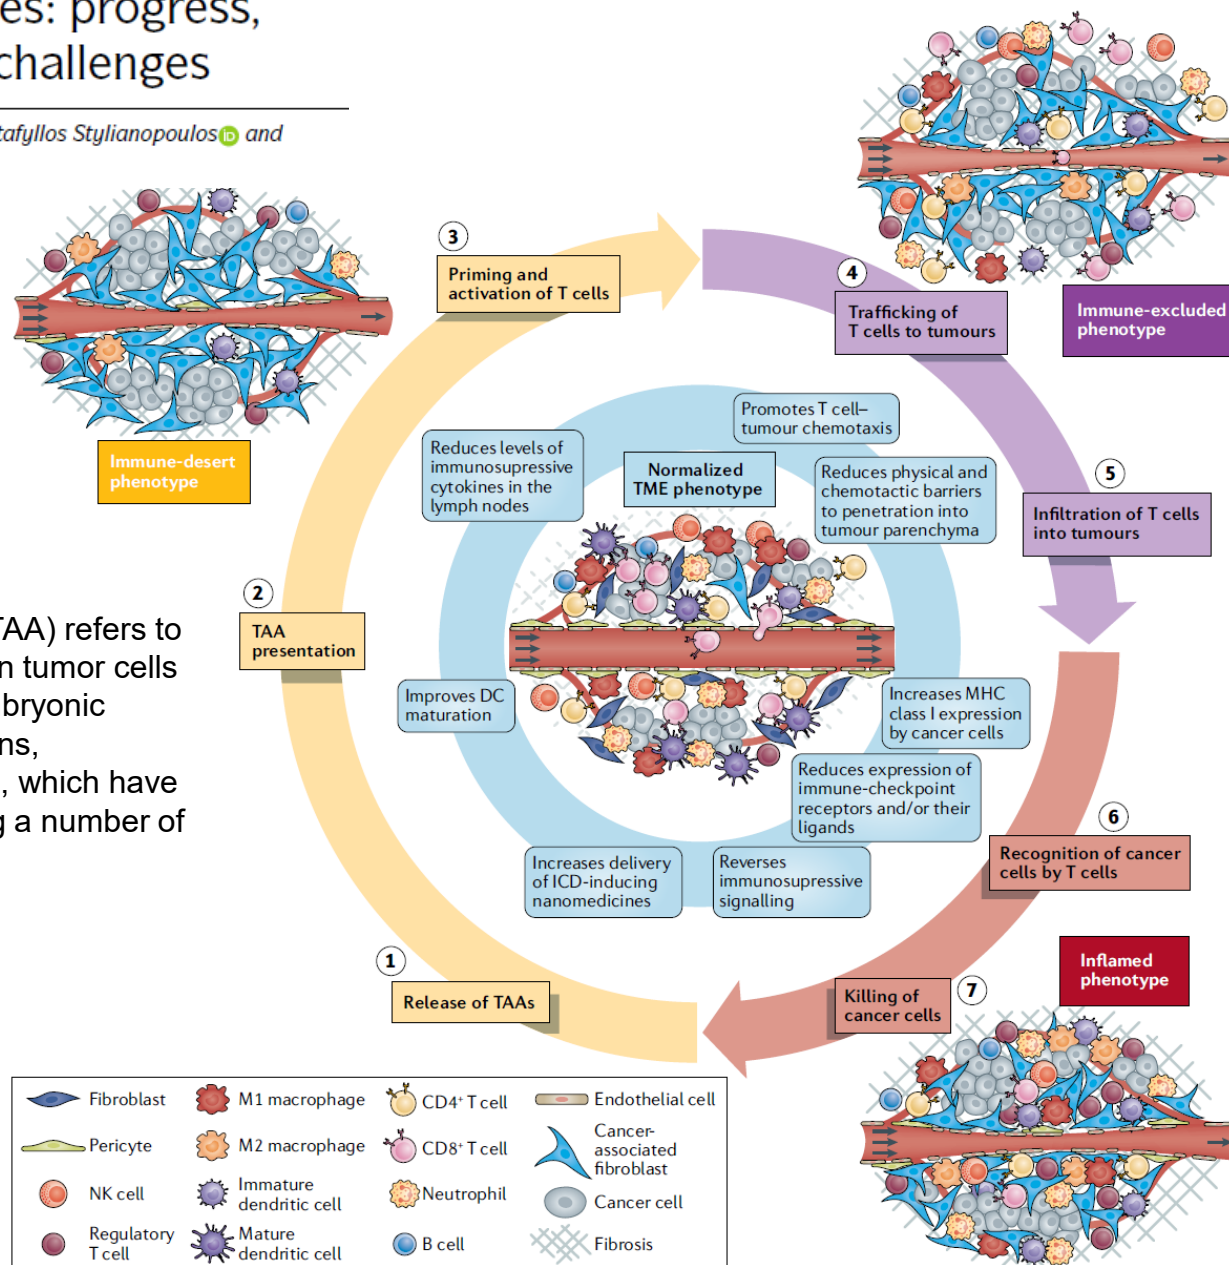 es: progress,
challenges
tafyllos Stylianopoulos iD and
3
Priming and
activation of T cells
4
Trafficking of
T cells to tumours
Immune-excluded
phenotype
Immune-desert
phenotype
Reduces levels of
immunosupressive
cytokines in the
lymph nodes
Normalized
TME phenotype
Promotes T cell–
tumour chemotaxis
Reduces physical and
chemotactic barriers
to penetration into
tumour parenchyma
5
Infiltration of T cells
into tumours
2
TAA
presentation
TAA) refers to
n tumor cells
bryonic
ns,
, which have
g a number of
Improves DC
maturation
Increases MHC
class I expression
by cancer cells
Reduces expression of
immune-checkpoint
receptors and/or their
ligands
Increases delivery
of ICD-inducing
nanomedicines
Reverses
immunosupressive
signalling
6
Recognition of cancer
cells by T cells
1
Release of TAAs
Killing of
cancer cells
7
Inflamed
phenotype
Fibroblast
M1 macrophage
CD4+ T cell
Endothelial cell
Pericyte
M2 macrophage
CD8+ T cell
Cancer-
associated
fibroblast
NK cell
Immature
dendritic cell
Neutrophil
Cancer cell
Regulatory
T cell
Mature
dendritic cell
B cell
Fibrosis